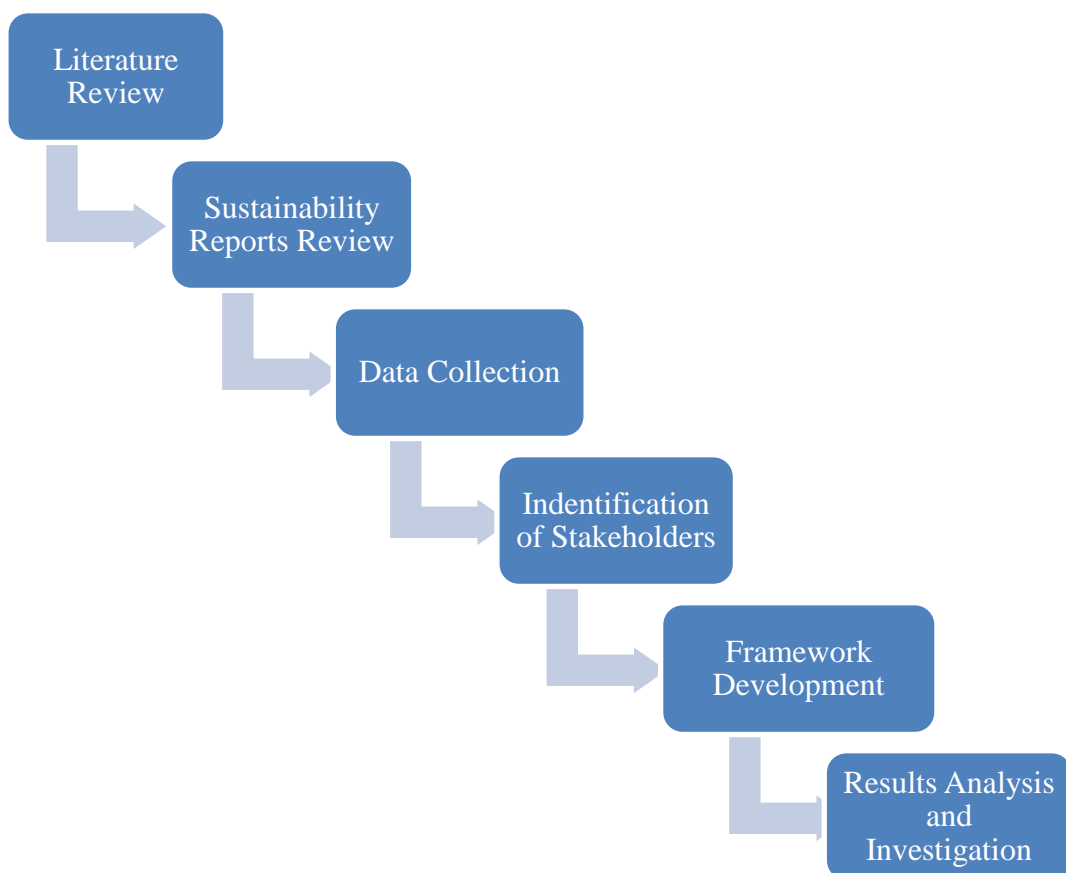 Literature
Review
Sustainability
Reports Review
Data Collection
Indentification
of Stakeholders
Framework
Development
Results Analysis
and
Investigation